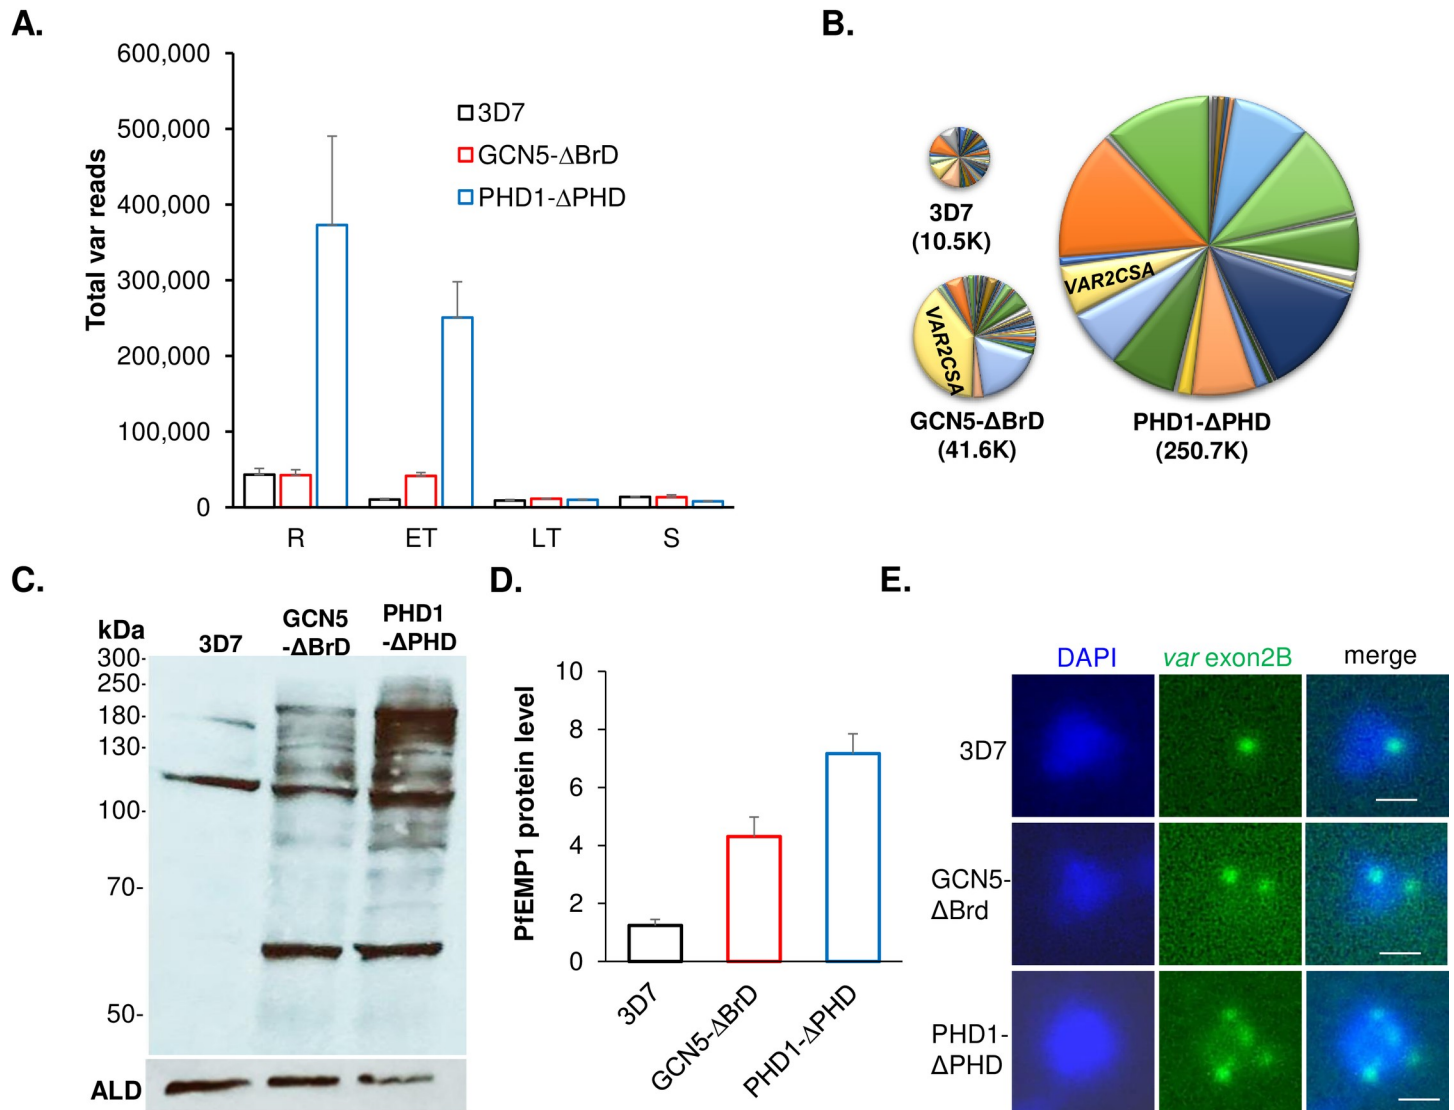 A.
600,000
500,000
400,000
300,000
200,000
100,000
0
Total var reads
3D7
GCN5-ΔBrD
PHD1-ΔPHD
R
ET
LT
S
B.
3D7
(10.5K)
VAR2CSA
GCN5-ΔBrD
(41.6K)
VAR2CSA
PHD1-ΔPHD
(250.7K)
C.
kDa
3D7
GCN5
-ΔBrD
PHD1
-ΔPHD
300-
250-
180-
130-
100-
70-
50-
ALD
D.
10
8
6
4
2
0
PfEMP1 protein level
3D7
GCN5-ΔBrD
PHD1-ΔPHD
E.
DAPI
var exon2B
merge
3D7
GCN5-
ΔBrd
PHD1-
ΔPHD